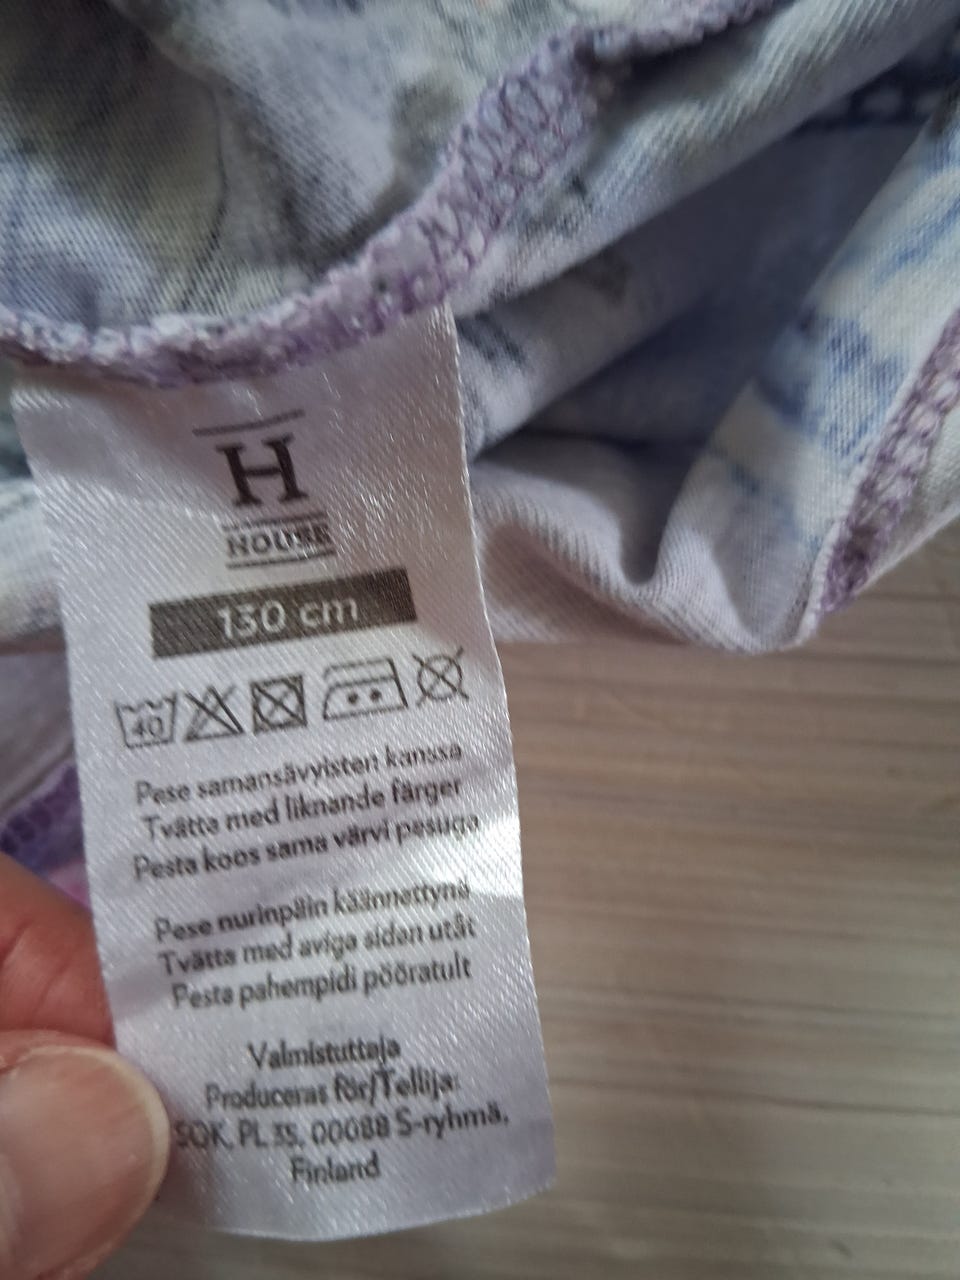 H
HOUSE
130 cm
40
Pese samansävyisten kanssa
Tvätta med liknande färger
Pesta koos sama värvi pesuga
Pese nurinpäin käännettynä
Tvätta med aviga sidan utåt
Pesta pahempidi pööratult
Valmistuttaja
Produceras för/Tellija:
SOK, PL 35, 00088 S-ryhmä,
Finland